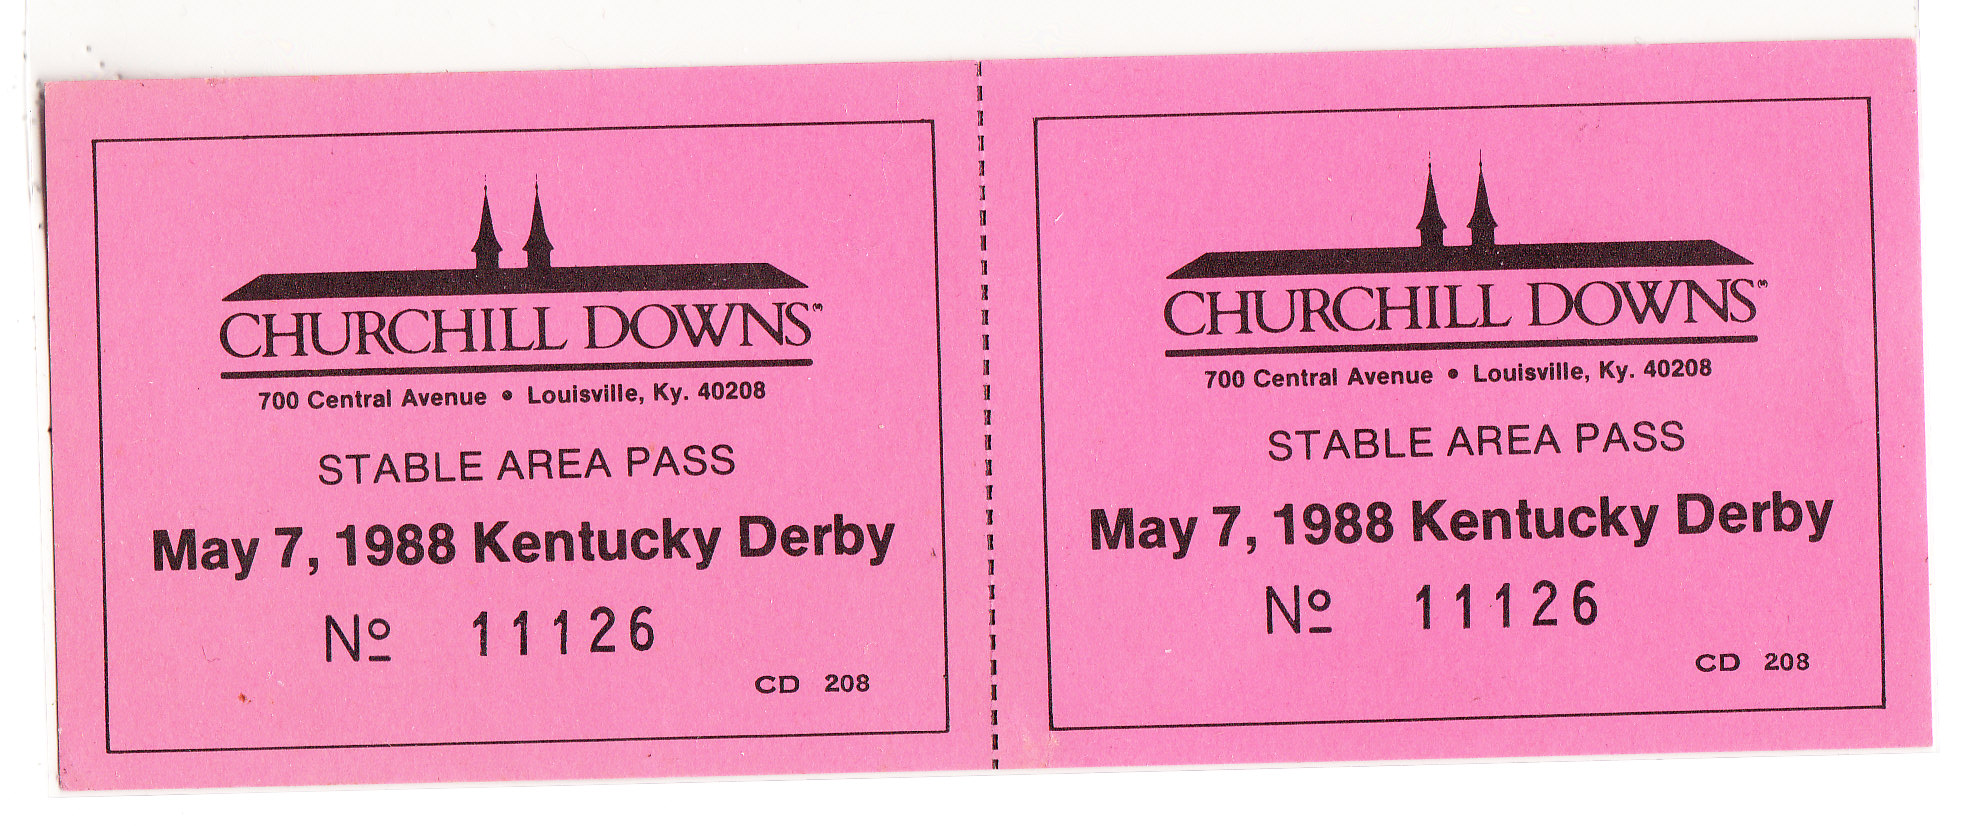 CHURCHILL DOWNS
700 Central Avenue • Louisville, Ky. 40208
STABLE AREA PASS
May 7, 1988 Kentucky Derby
Nº 11126
CD 208
CHURCHILL DOWNS
700 Central Avenue • Louisville, Ky. 40208
STABLE AREA PASS
May 7, 1988 Kentucky Derby
Nº 11126
CD 208